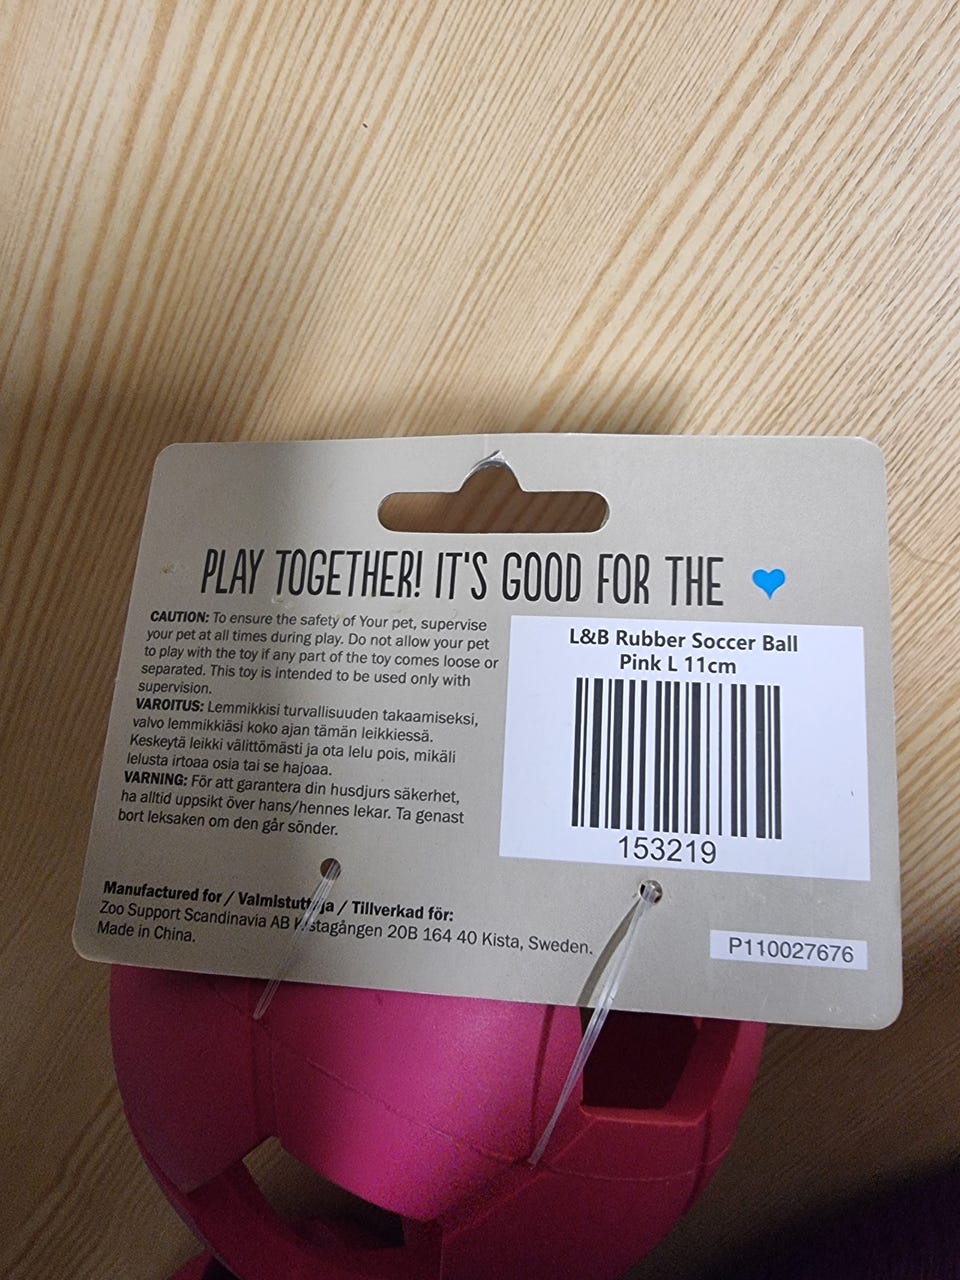 PLAY TOGETHER! IT'S GOOD FOR THE
CAUTION: To ensure the safety of Your pet, supervise
your pet at all times during play. Do not allow your pet
to play with the toy if any part of the toy comes loose or
separated. This toy is intended to be used only with
supervision.
VAROITUS: Lemmikkisi turvallisuuden takaamiseksi,
valvo lemmikkiäsi koko ajan tämän leikkiessä.
Keskeytä leikki välittömästi ja ota lelu pois, mikäli
lelusta irtoaa osia tai se hajoaa.
VARNING: För att garantera din husdjurs säkerhet,
ha alltid uppsikt över hans/hennes lekar. Ta genast
bort leksaken om den går sönder.
L&B Rubber Soccer Ball
Pink L 11cm
153219
Manufactured for / Valmistuttaja / Tillverkad för:
Zoo Support Scandinavia AB Kistagången 20B 164 40 Kista, Sweden.
Made in China.
P110027676